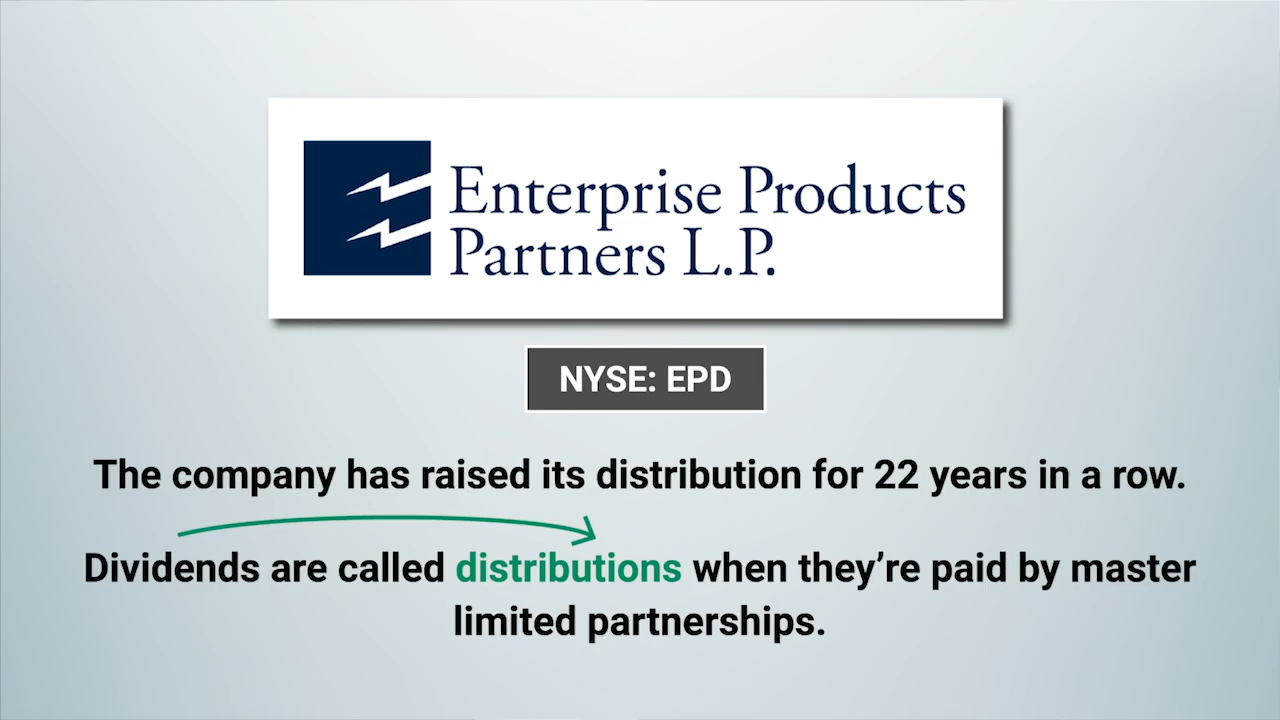 Enterprise Products
Partners L.P.
NYSE: EPD
The company has raised its distribution for 22 years in a row.
Dividends are called distributions when they’re paid by master
limited partnerships.